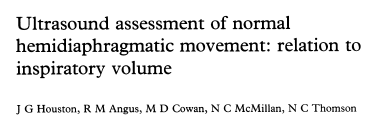 Ultrasound assessment of normal
hemidiaphragmatic movement: relation to
inspiratory volume
J G Houston, R M Angus, M D Cowan, N C McMillan, N C Thomson